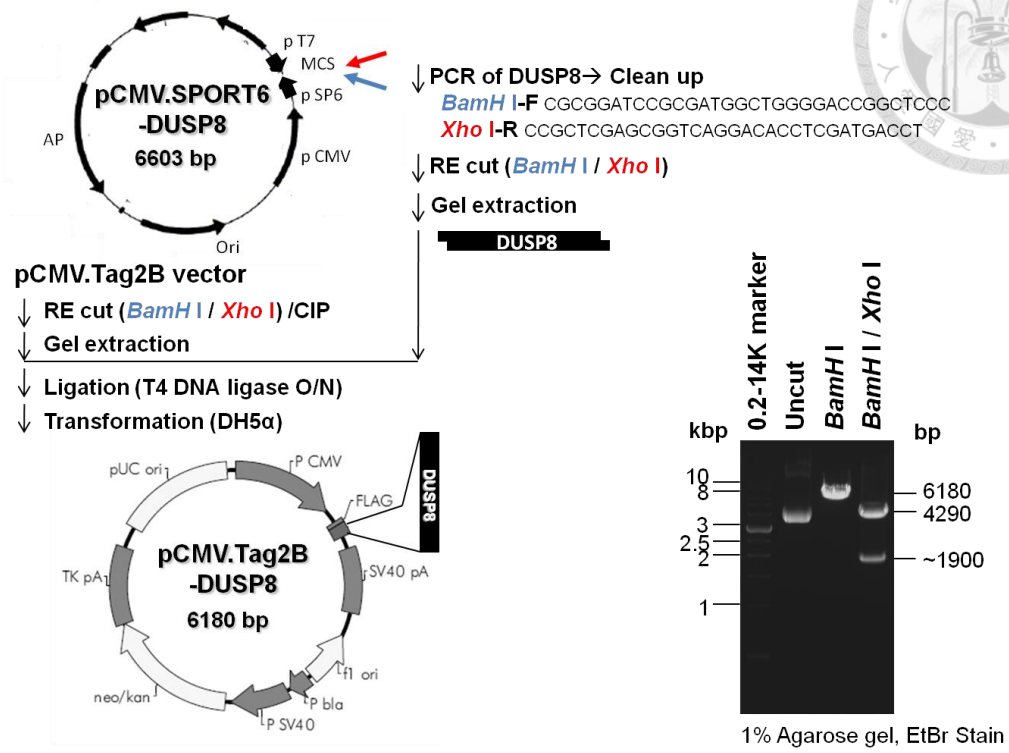 p T7
MCS
p SP6
pCMV.SPORT6
-DUSP8
6603 bp
AP
p CMV
Ori
PCR of DUSP8→ Clean up
BamH I-F CGCGGATCCGCGATGGCTGGGGACCGGCTCCC
Xho I-R CCGCTCGAGCGGTCAGGACACCTCGATGACCT
RE cut (BamH I / Xho I)
Gel extraction
DUSP8
pCMV.Tag2B vector
RE cut (BamH I / Xho I) /CIP
Gel extraction
Ligation (T4 DNA ligase O/N)
Transformation (DH5α)
pUC ori
P CMV
FLAG
DUSP8
pCMV.Tag2B
-DUSP8
6180 bp
TK pA
SV40 pA
f1 ori
neo/kan
P bla
P SV40
0.2-14K marker
Uncut
BamH I
BamH I / Xho I
kbp
bp
10
8
3
2.5
2
1
6180
4290
~1900
1% Agarose gel, EtBr Stain
國
愛
人